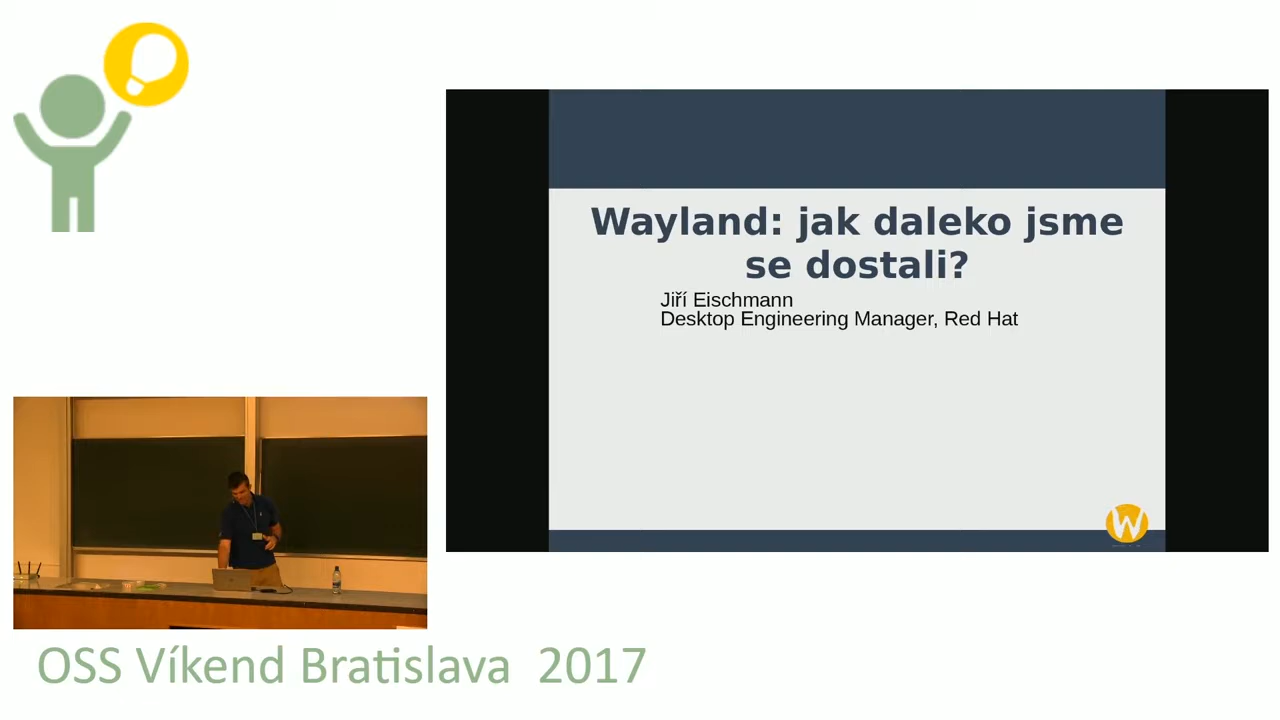 Wayland: jak daleko jsme
se dostali?
Jiří Eischmann
Desktop Engineering Manager, Red Hat
W
OSS Víkend Bratislava 2017